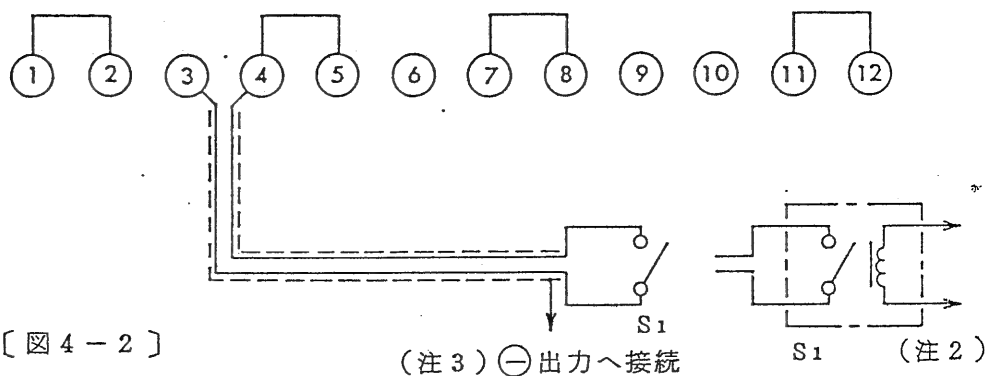 ① ② ③ ④ ⑤ ⑥ ⑦ ⑧ ⑨ ⑩ ⑪ ⑫
S1
S1
(注2)
〔図4-2〕
(注3)⊖出力へ接続